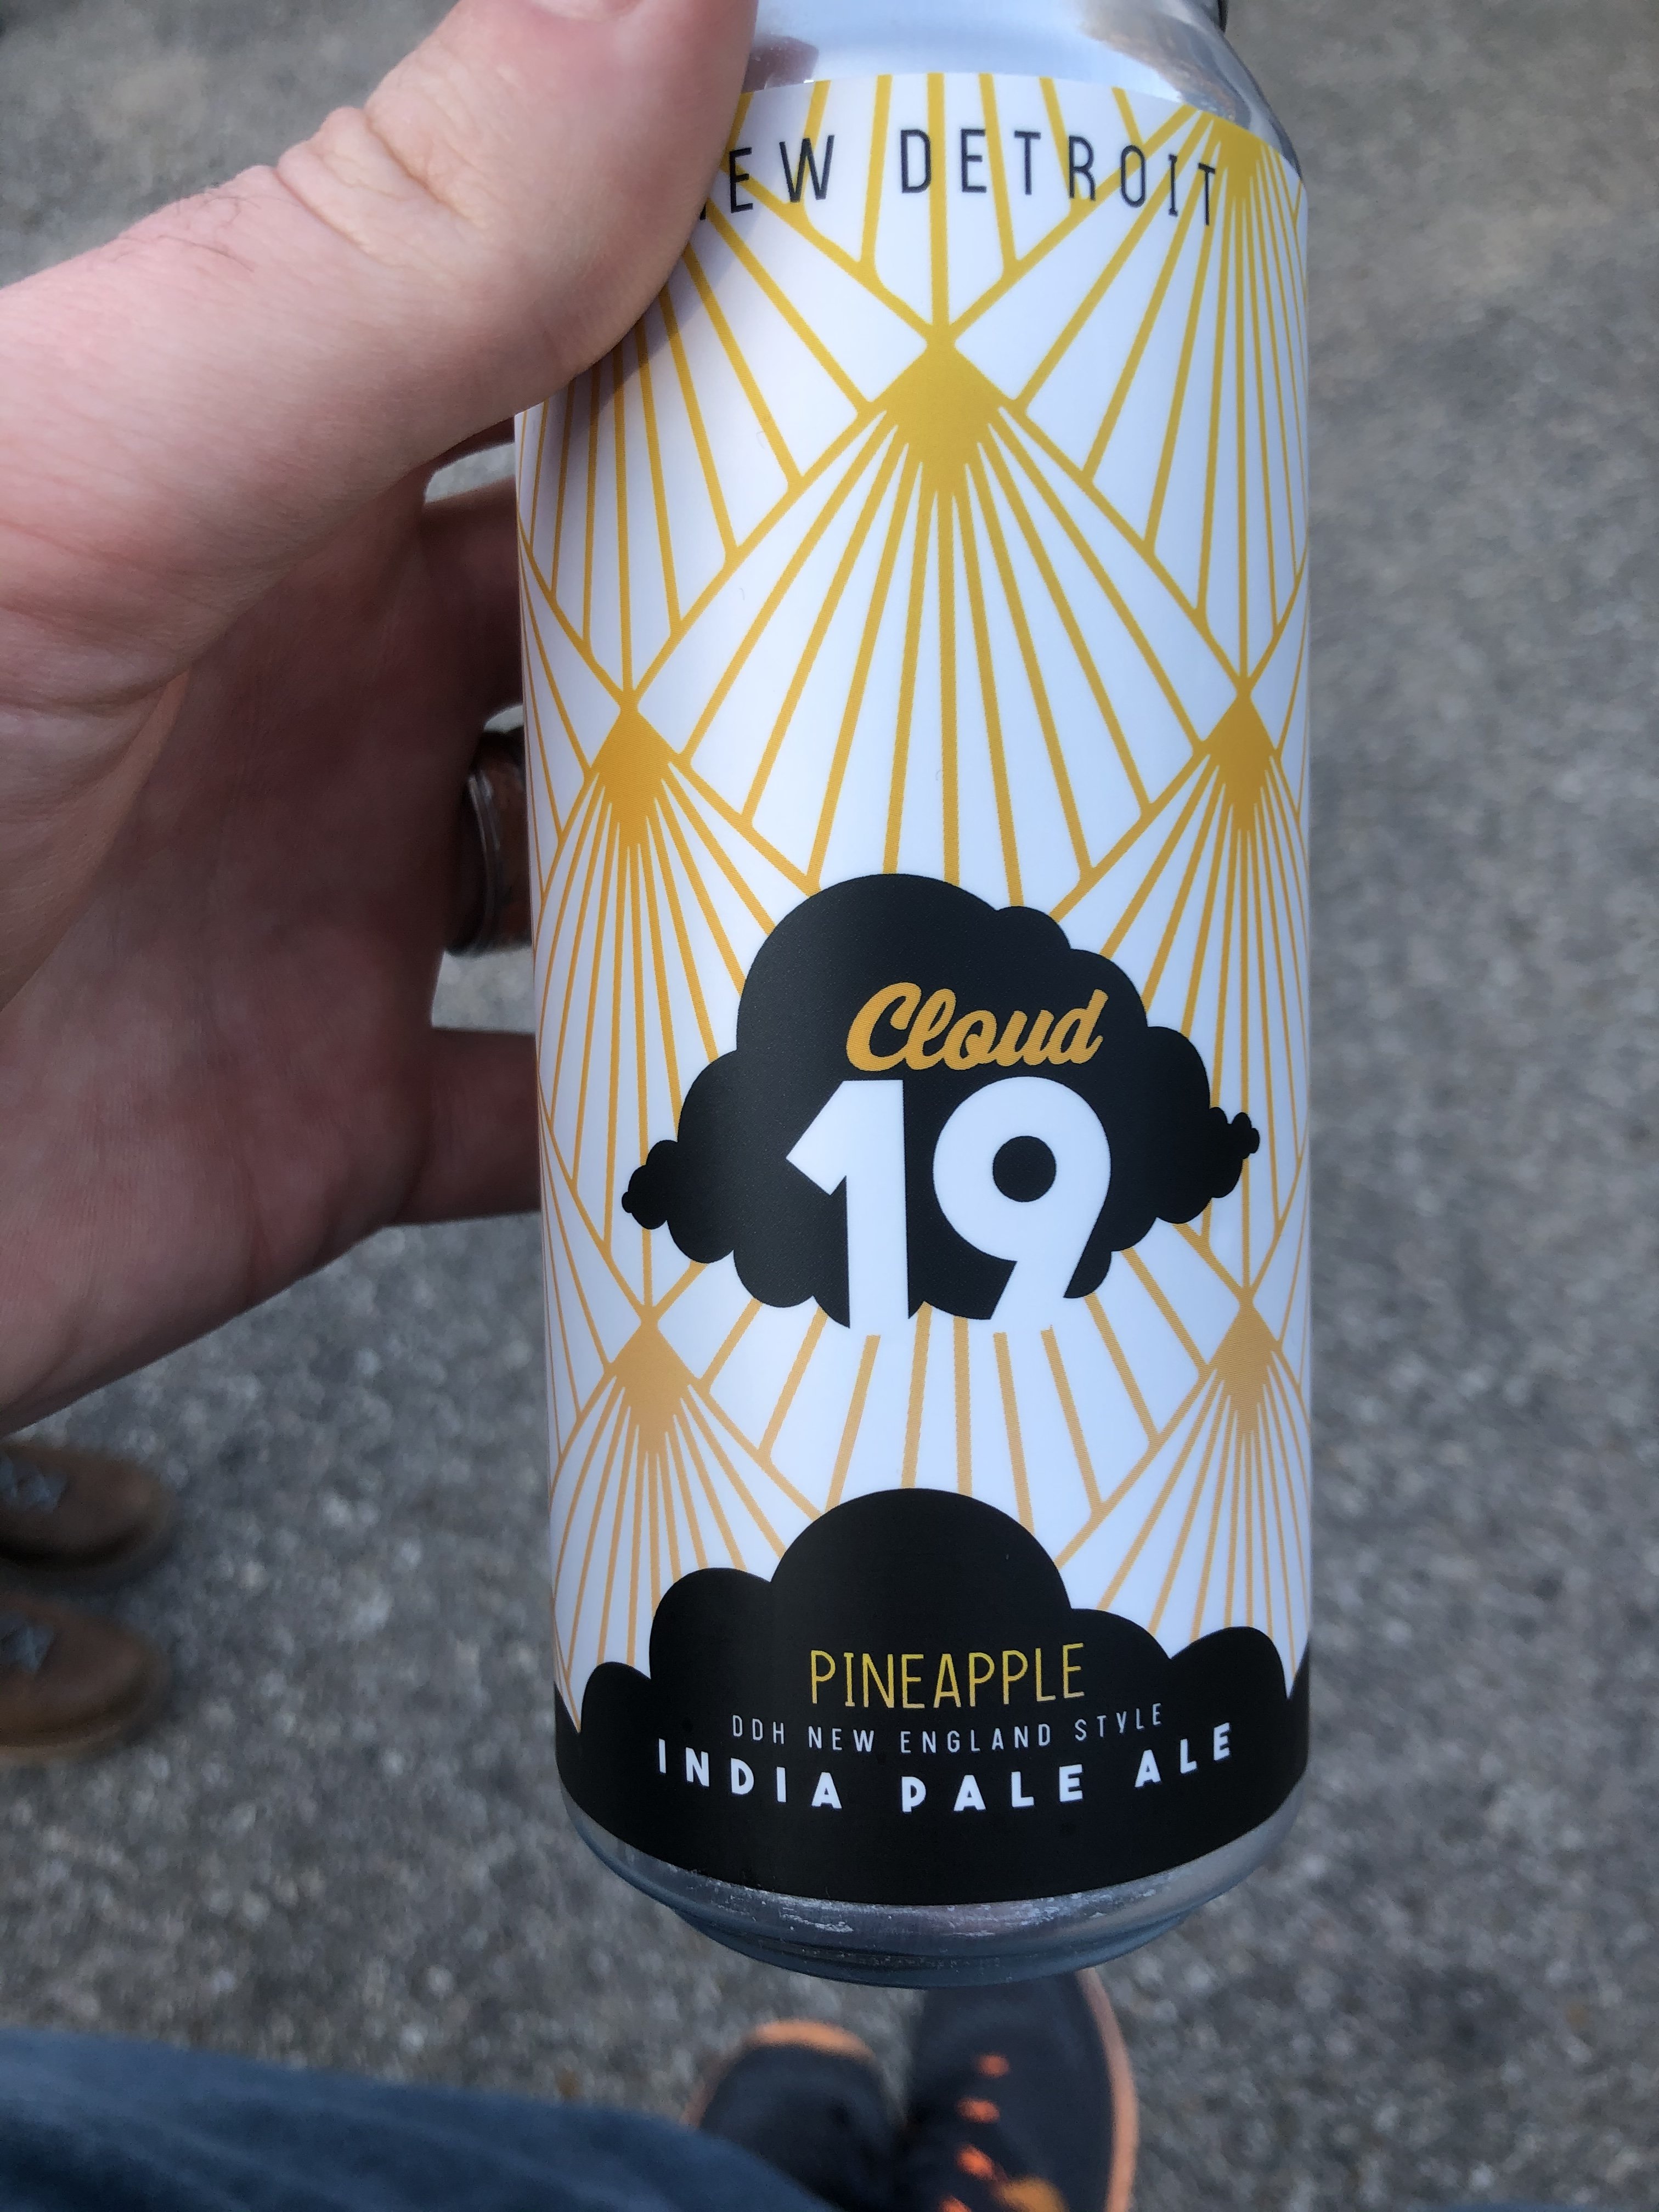 EW DETROIT
Cloud
19
PINEAPPLE
DDH NEW ENGLAND STYLE
INDIA PALE ALE